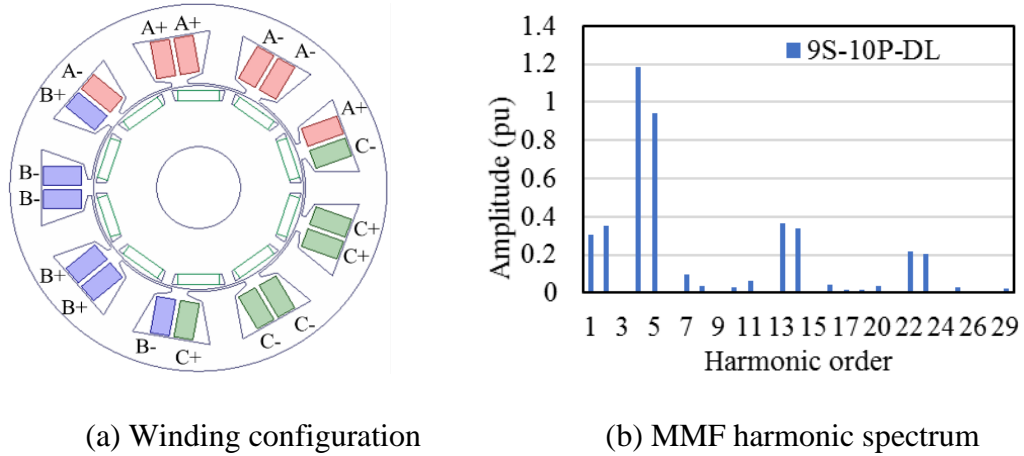 A+ A+
A-
A-
A-
B+
A+
C-
B-
B-
C+
C+
B+
B+
C-
C-
B-
C+
1.4
1.2
1
0.8
0.6
0.4
0.2
0
Amplitude (pu)
9S-10P-DL
1 3 5 7 9 11 13 15 17 20 22 24 26 29
Harmonic order
(a) Winding configuration
(b) MMF harmonic spectrum